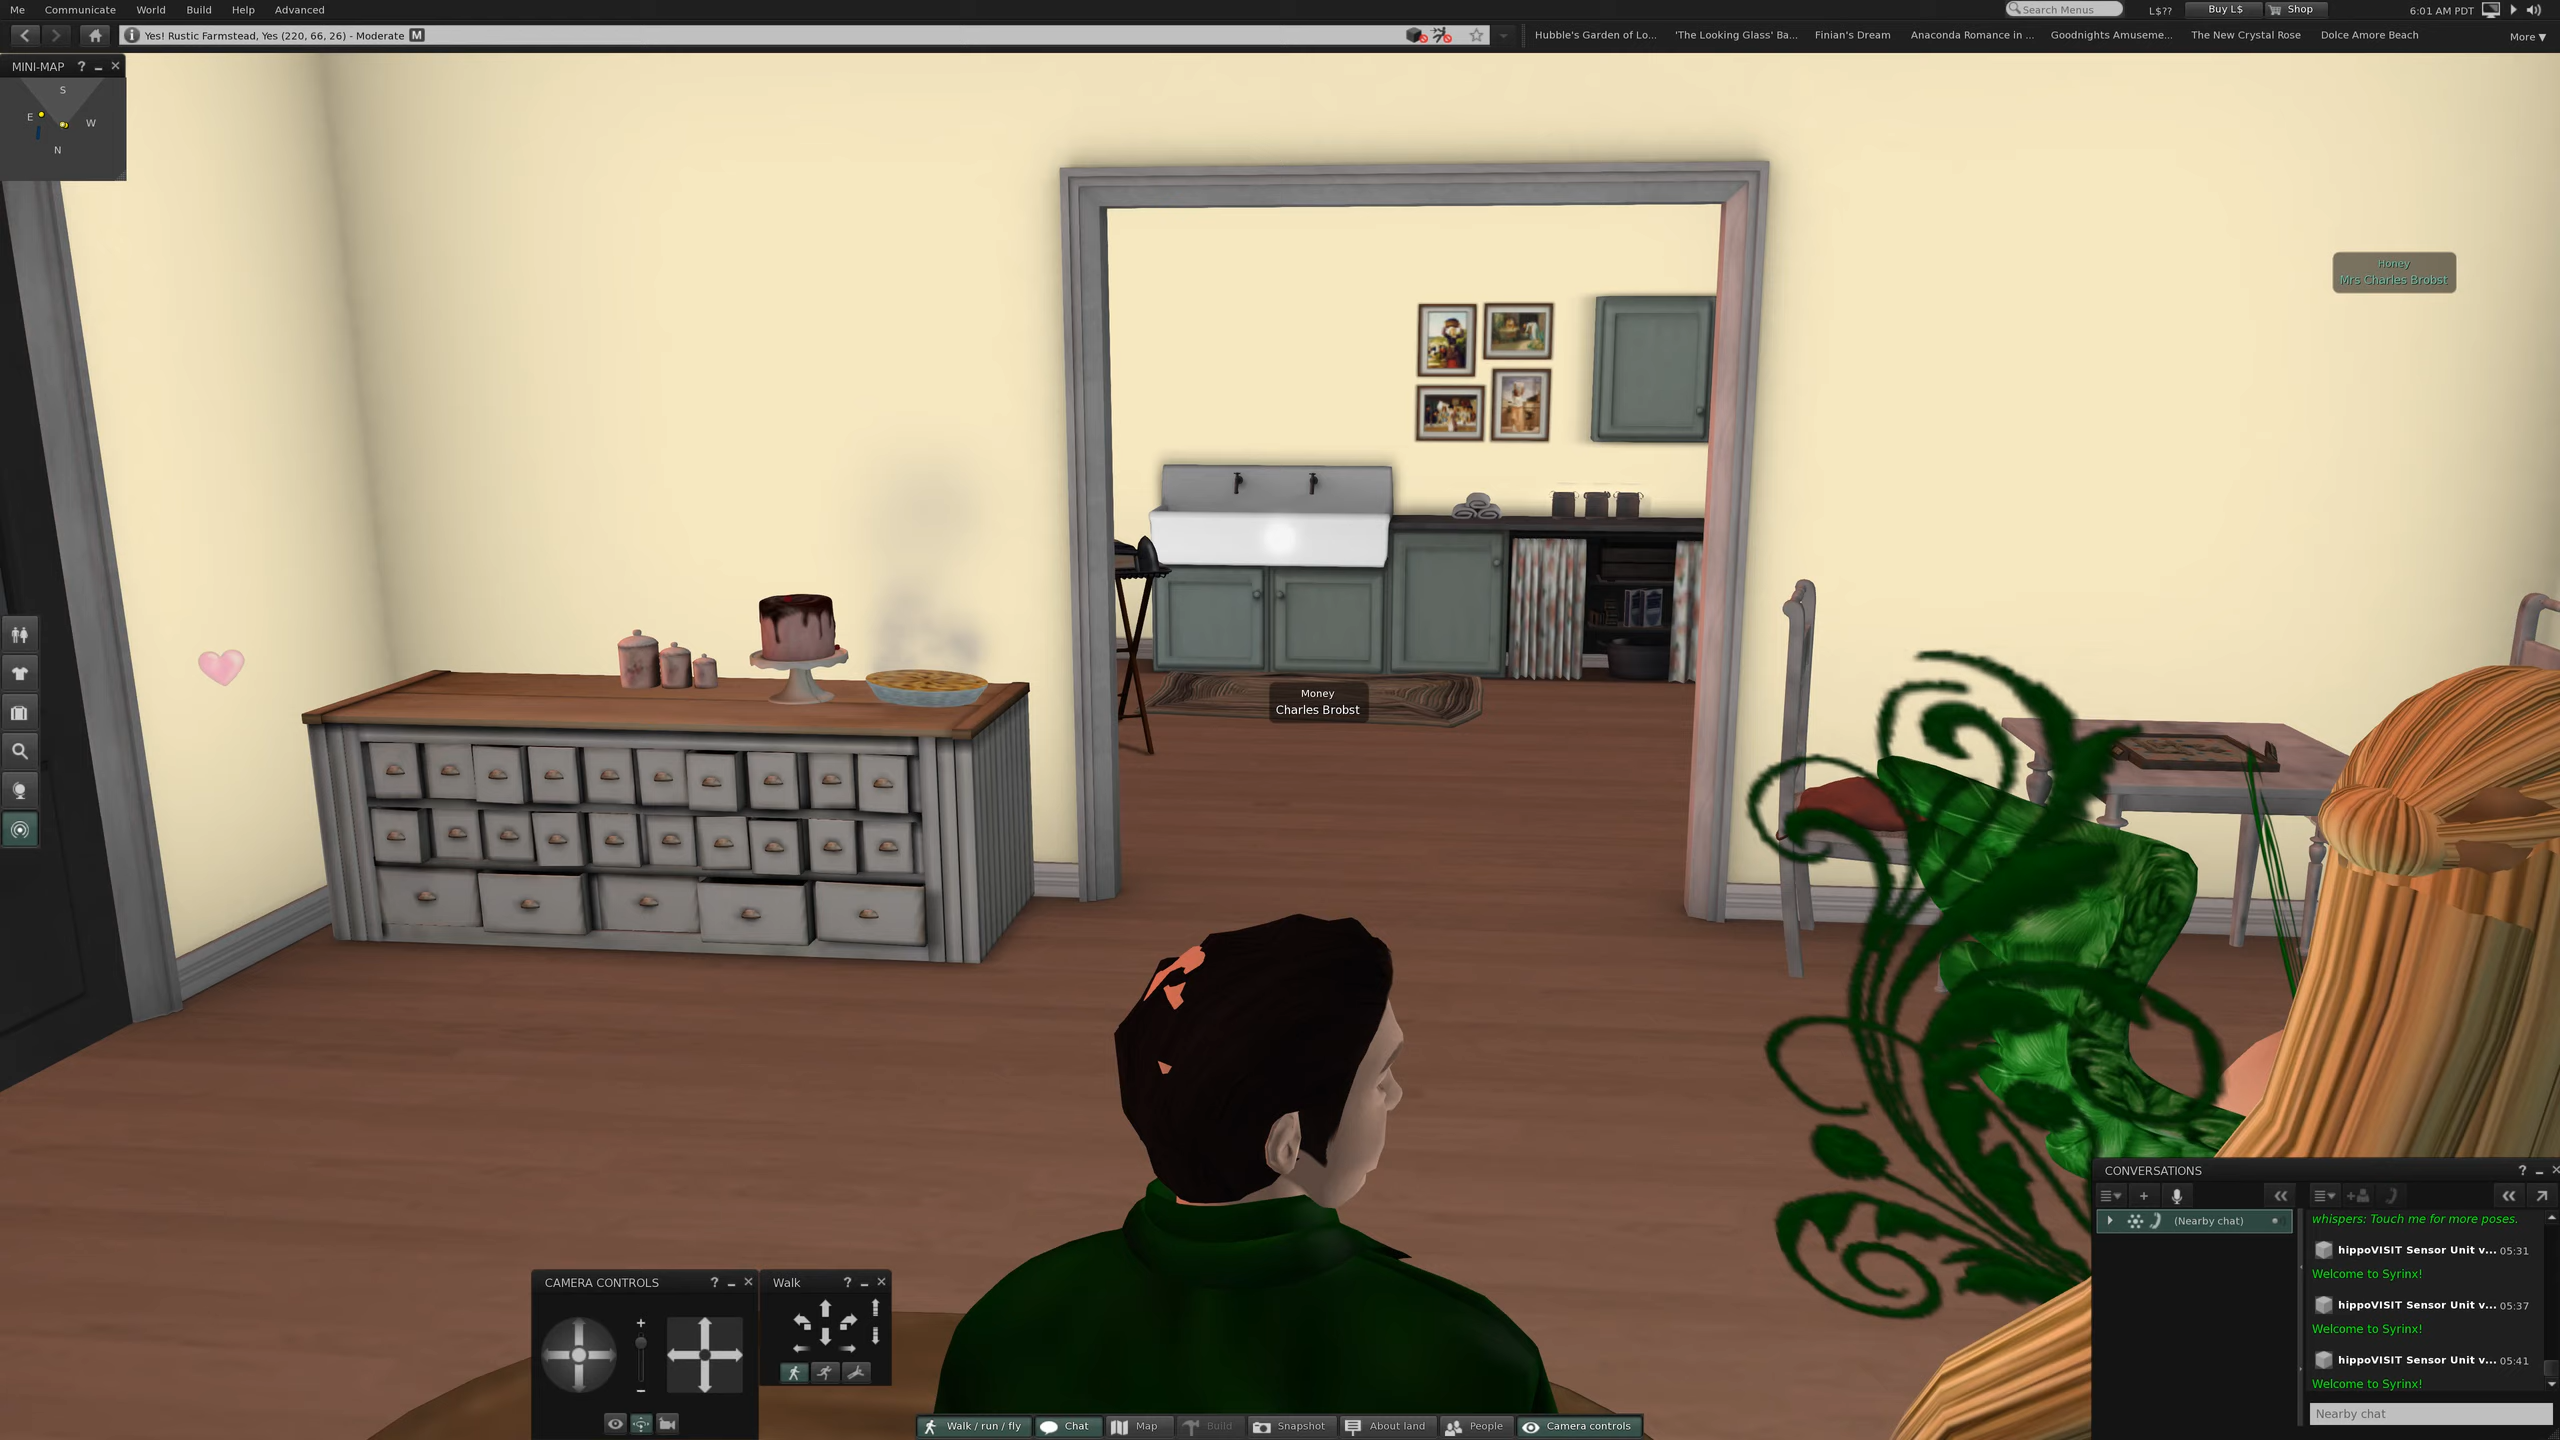 Me Communicate World Build Help Advanced
Search Menus L$?? Buy L$ Shop 6:01 AM PDT
Yes! Rustic Farmstead, Yes (220, 66, 26) - Moderate M
Hubble's Garden of Lo... 'The Looking Glass' Ba... Finian's Dream Anaconda Romance in ... Goodnights Amuseme... The New Crystal Rose Dolce Amore Beach More ▼
MINI-MAP ?
S
E W
N
Honey
Mrs Charles Brobst
Money
Charles Brobst
CAMERA CONTROLS ?
Walk ?
CONVERSATIONS ?
(Nearby chat)
whispers: Touch me for more poses.
hippoVISIT Sensor Unit v... 05:31
Welcome to Syrinx!
hippoVISIT Sensor Unit v... 05:37
Welcome to Syrinx!
hippoVISIT Sensor Unit v... 05:41
Welcome to Syrinx!
Nearby chat
Walk / run / fly Chat Map Build Snapshot About land People Camera controls